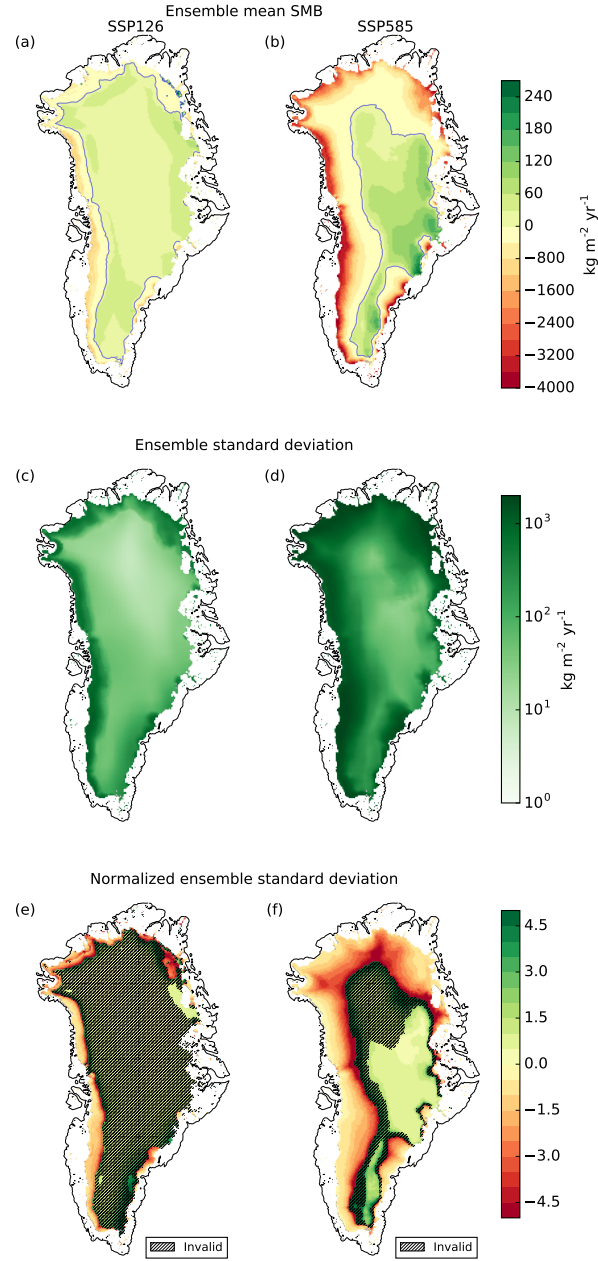 Ensemble mean SMB
SSP126
SSP585
(a)
(b)
240
180
120
60
0
−800
−1600
−2400
−3200
−4000
kg m⁻² yr⁻¹
Ensemble standard deviation
(c)
(d)
10³
10²
10¹
10⁰
kg m⁻² yr⁻¹
Normalized ensemble standard deviation
(e)
(f)
4.5
3.0
1.5
0.0
−1.5
−3.0
−4.5
Invalid
Invalid